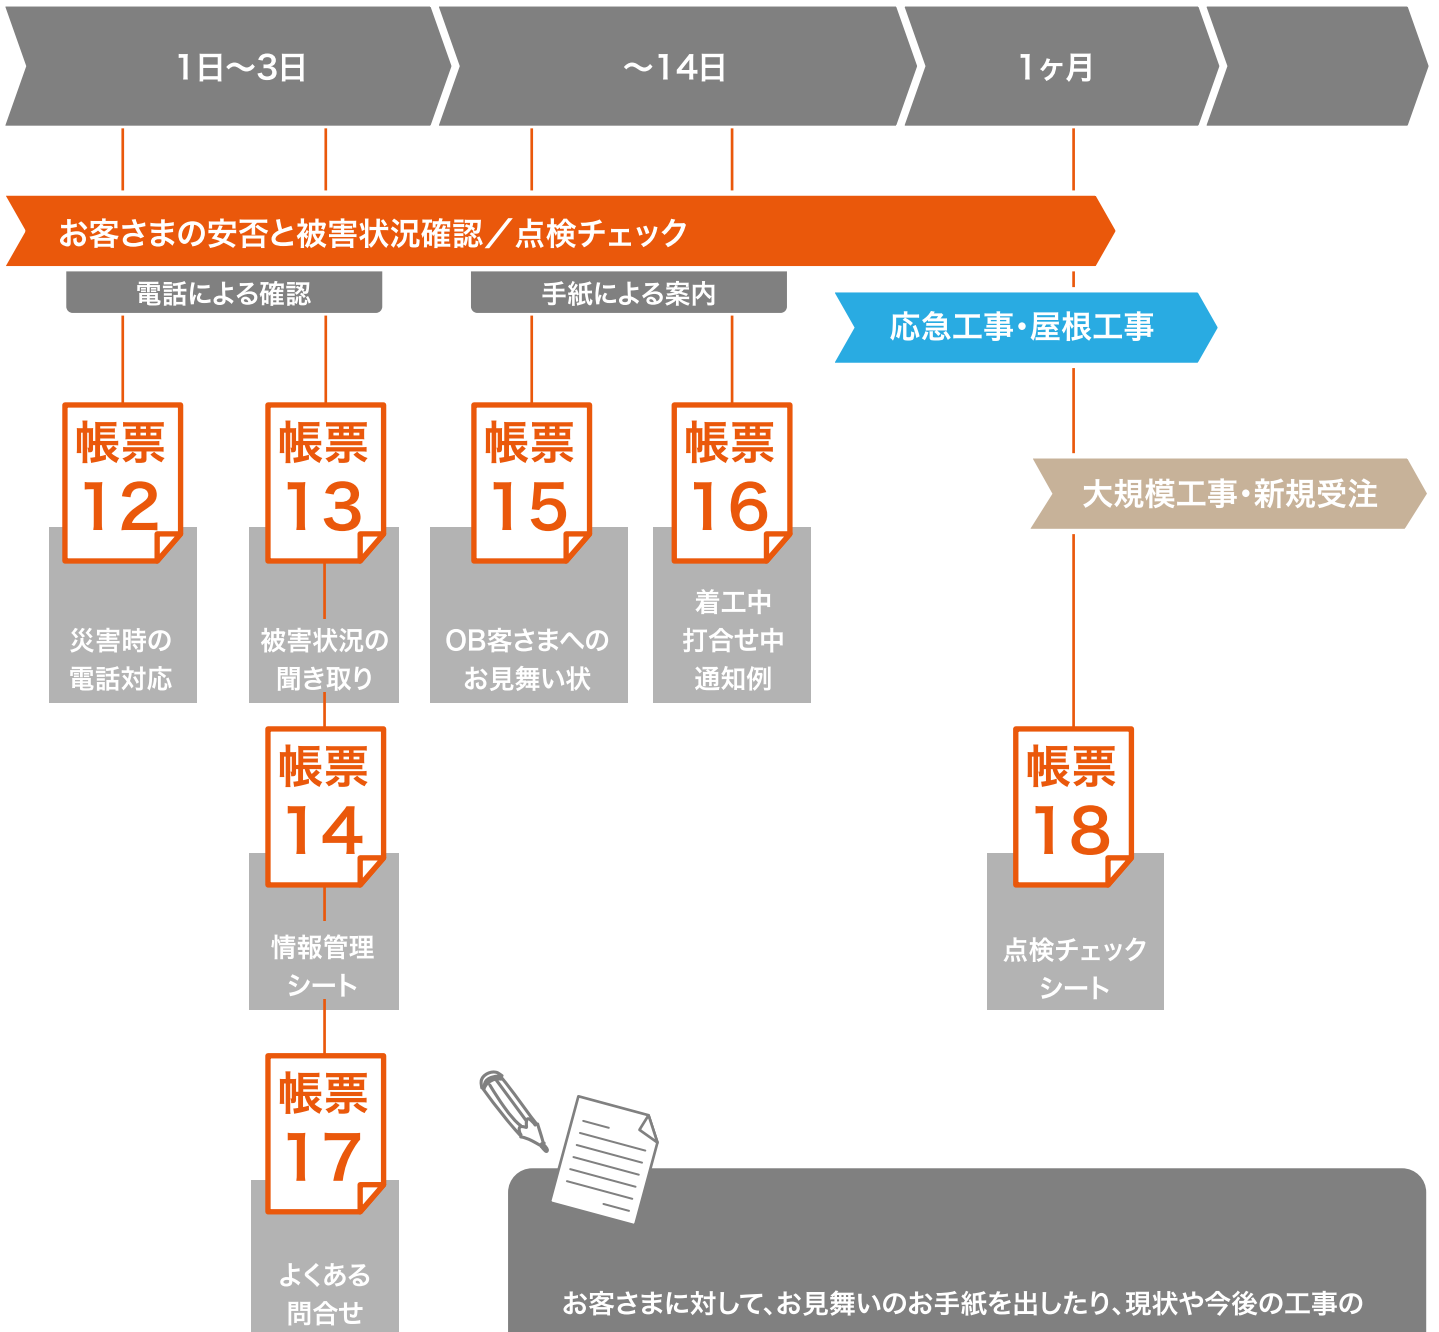 1日～3日
～14日
1ヶ月
お客さまの安否と被害状況確認／点検チェック
電話による確認
手紙による案内
応急工事・屋根工事
大規模工事・新規受注
帳票
12
災害時の
電話対応
帳票
13
被害状況の
聞き取り
帳票
15
OB客さまへの
お見舞い状
帳票
16
着工中
打合せ中
通知例
帳票
14
情報管理
シート
帳票
18
点検チェック
シート
帳票
17
よくある
問合せ
お客さまに対して、お見舞いのお手紙を出したり、現状や今後の工事の